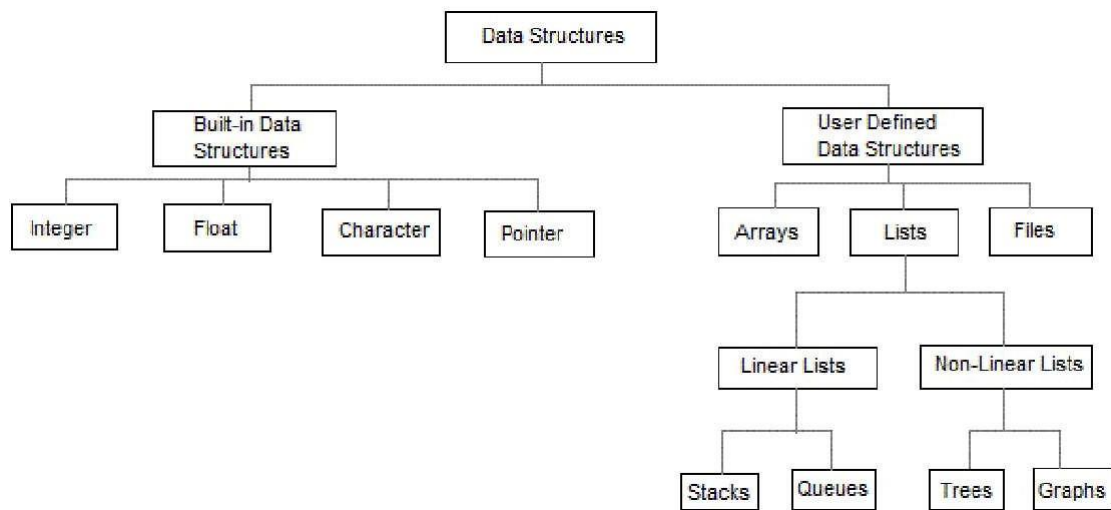 Data Structures
Built-in Data
Structures
User Defined
Data Structures
Integer
Float
Character
Pointer
Arrays
Lists
Files
Linear Lists
Non-Linear Lists
Stacks
Queues
Trees
Graphs